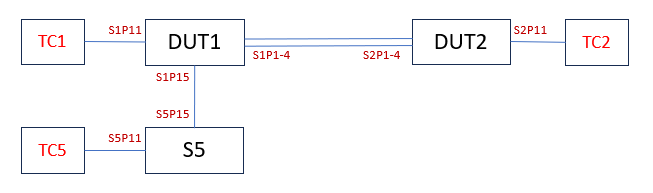 TC1
S1P11
DUT1
S1P1-4
S2P1-4
DUT2
S2P11
TC2
S1P15
S5P15
TC5
S5P11
S5